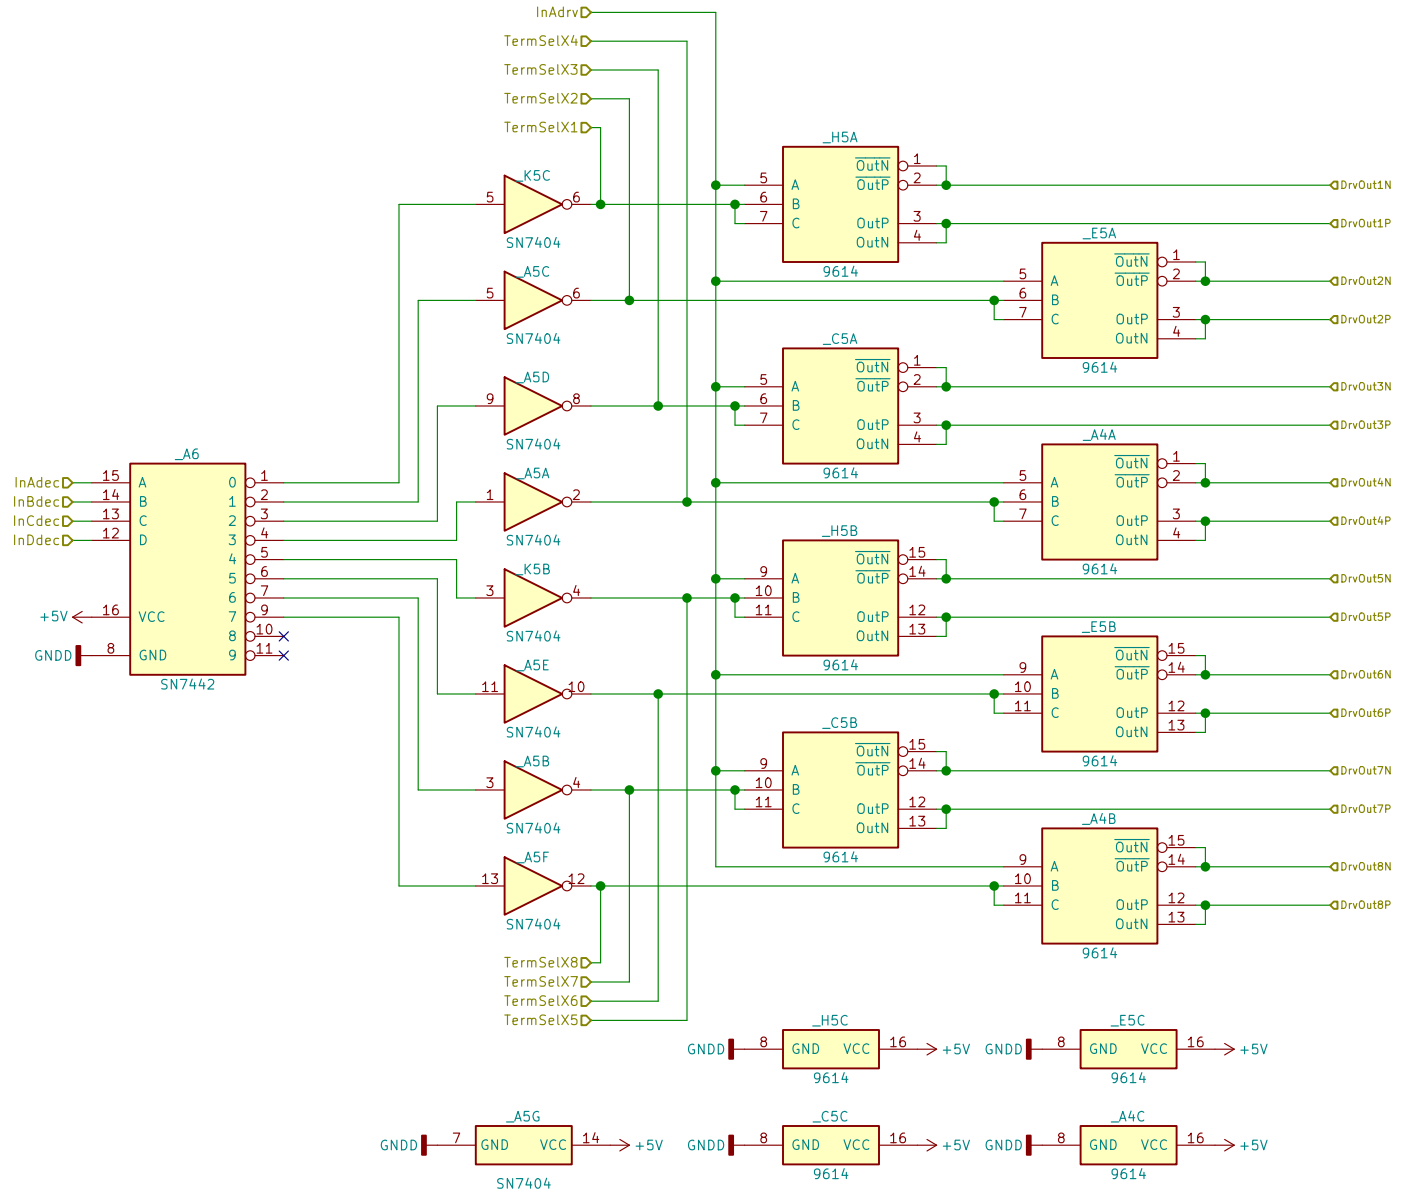 InAdrv
TermSelX4
TermSelX3
TermSelX2
TermSelX1
_K5C
5 6
SN7404
_A5C
5 6
SN7404
_A5D
9 8
SN7404
_A5A
1 2
SN7404
_K5B
3 4
SN7404
_A5E
11 10
SN7404
_A5B
3 4
SN7404
_A5F
13 12
SN7404
TermSelX8
TermSelX7
TermSelX6
TermSelX5
_A6
InAdec 15 A 0 1
InBdec 14 B 1 2
InCdec 13 C 2 3
InDdec 12 D 3 4
4 5
5 6
6 7
+5V 16 VCC 7 9
8 10
GNDD 8 GND 9 11
SN7442
_H5A
OutN 1
5 A OutP 2 DrvOut1N
6 B
7 C OutP 3 DrvOut1P
OutN 4
9614
_E5A
OutN 1
5 A OutP 2 DrvOut2N
6 B
7 C OutP 3 DrvOut2P
OutN 4
9614
_C5A
OutN 1
5 A OutP 2 DrvOut3N
6 B
7 C OutP 3 DrvOut3P
OutN 4
9614
_A4A
OutN 1
5 A OutP 2 DrvOut4N
6 B
7 C OutP 3 DrvOut4P
OutN 4
9614
_H5B
OutN 15
9 A OutP 14 DrvOut5N
10 B
11 C OutP 12 DrvOut5P
OutN 13
9614
_E5B
OutN 15
9 A OutP 14 DrvOut6N
10 B
11 C OutP 12 DrvOut6P
OutN 13
9614
_C5B
OutN 15
9 A OutP 14 DrvOut7N
10 B
11 C OutP 12 DrvOut7P
OutN 13
9614
_A4B
OutN 15
9 A OutP 14 DrvOut8N
10 B
11 C OutP 12 DrvOut8P
OutN 13
9614
_H5C
GNDD 8 GND VCC 16 +5V
9614
_E5C
GNDD 8 GND VCC 16 +5V
9614
_A5G
GNDD 7 GND VCC 14 +5V
SN7404
_C5C
GNDD 8 GND VCC 16 +5V
9614
_A4C
GNDD 8 GND VCC 16 +5V
9614